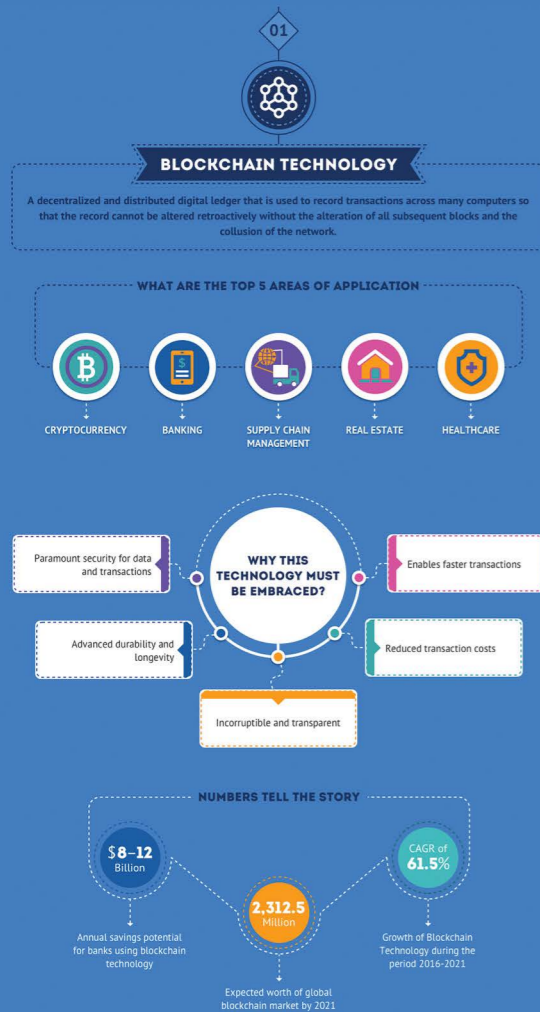 01
BLOCKCHAIN TECHNOLOGY
A decentralized and distributed digital ledger that is used to record transactions across many computers so
that the record cannot be altered retroactively without the alteration of all subsequent blocks and the
collusion of the network.
WHAT ARE THE TOP 5 AREAS OF APPLICATION
CRYPTOCURRENCY
BANKING
SUPPLY CHAIN
MANAGEMENT
REAL ESTATE
HEALTHCARE
WHY THIS
TECHNOLOGY MUST
BE EMBRACED?
Paramount security for data
and transactions
Advanced durability and
longevity
Incorruptible and transparent
Reduced transaction costs
Enables faster transactions
NUMBERS TELL THE STORY
$8–12
Billion
Annual savings potential
for banks using blockchain
technology
2,312.5
Million
Expected worth of global
blockchain market by 2021
CAGR of
61.5%
Growth of Blockchain
Technology during the
period 2016-2021